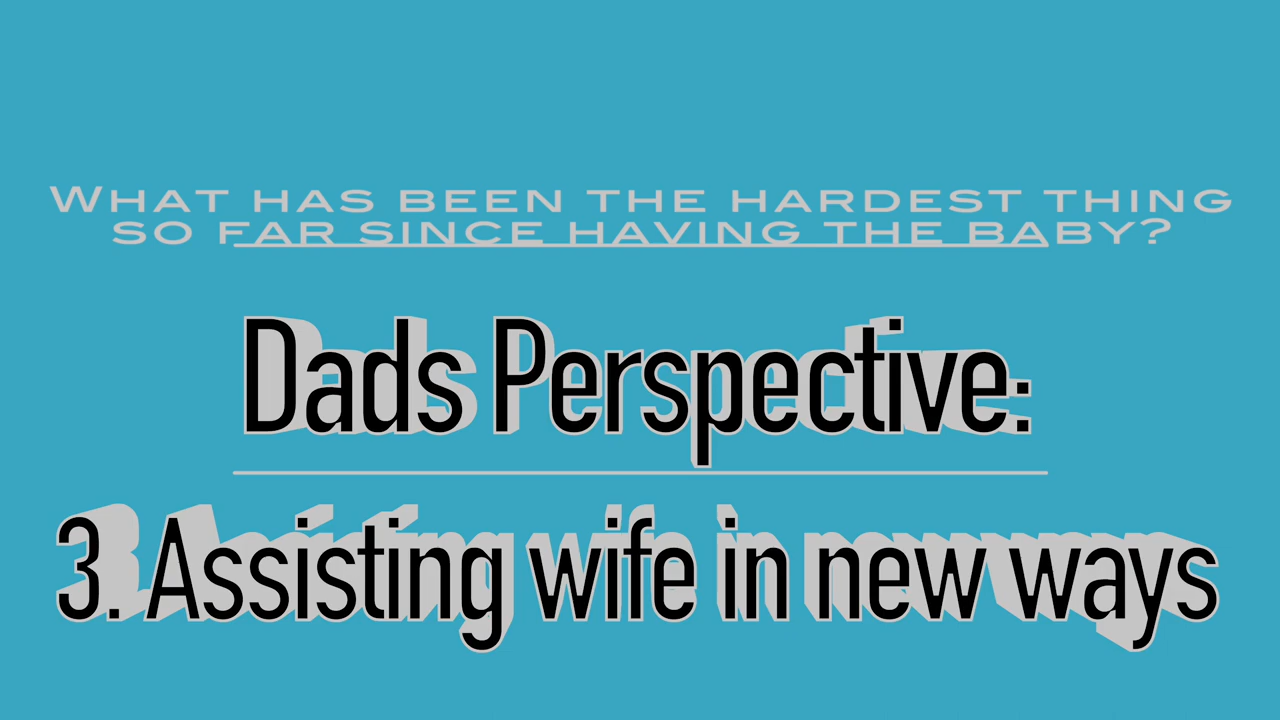 What has been the hardest thing
so far since having the baby?
Dads Perspective:
3. Assisting wife in new ways